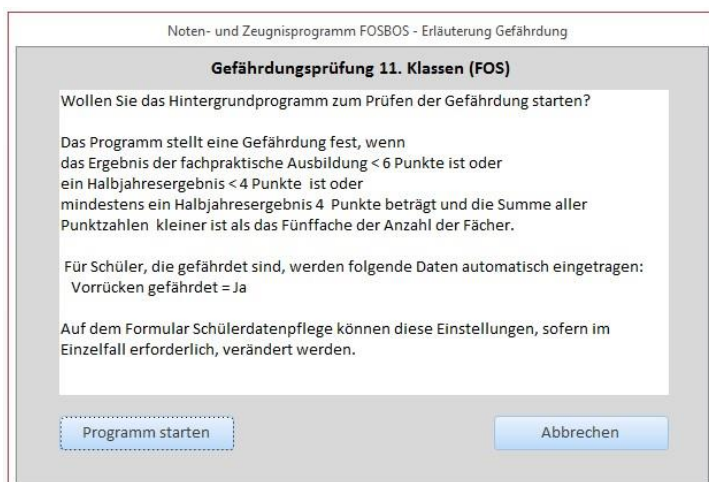 Noten- und Zeugnisprogramm FOSBOS - Erläuterung Gefährdung
Gefährdungsprüfung 11. Klassen (FOS)
Wollen Sie das Hintergrundprogramm zum Prüfen der Gefährdung starten?
Das Programm stellt eine Gefährdung fest, wenn
das Ergebnis der fachpraktische Ausbildung < 6 Punkte ist oder
ein Halbjahresergebnis < 4 Punkte ist oder
mindestens ein Halbjahresergebnis 4 Punkte beträgt und die Summe aller
Punktzahlen kleiner ist als das Fünffache der Anzahl der Fächer.
Für Schüler, die gefährdet sind, werden folgende Daten automatisch eingetragen:
Vorrücken gefährdet = Ja
Auf dem Formular Schülerdatenpflege können diese Einstellungen, sofern im
Einzelfall erforderlich, verändert werden.
Programm starten Abbrechen